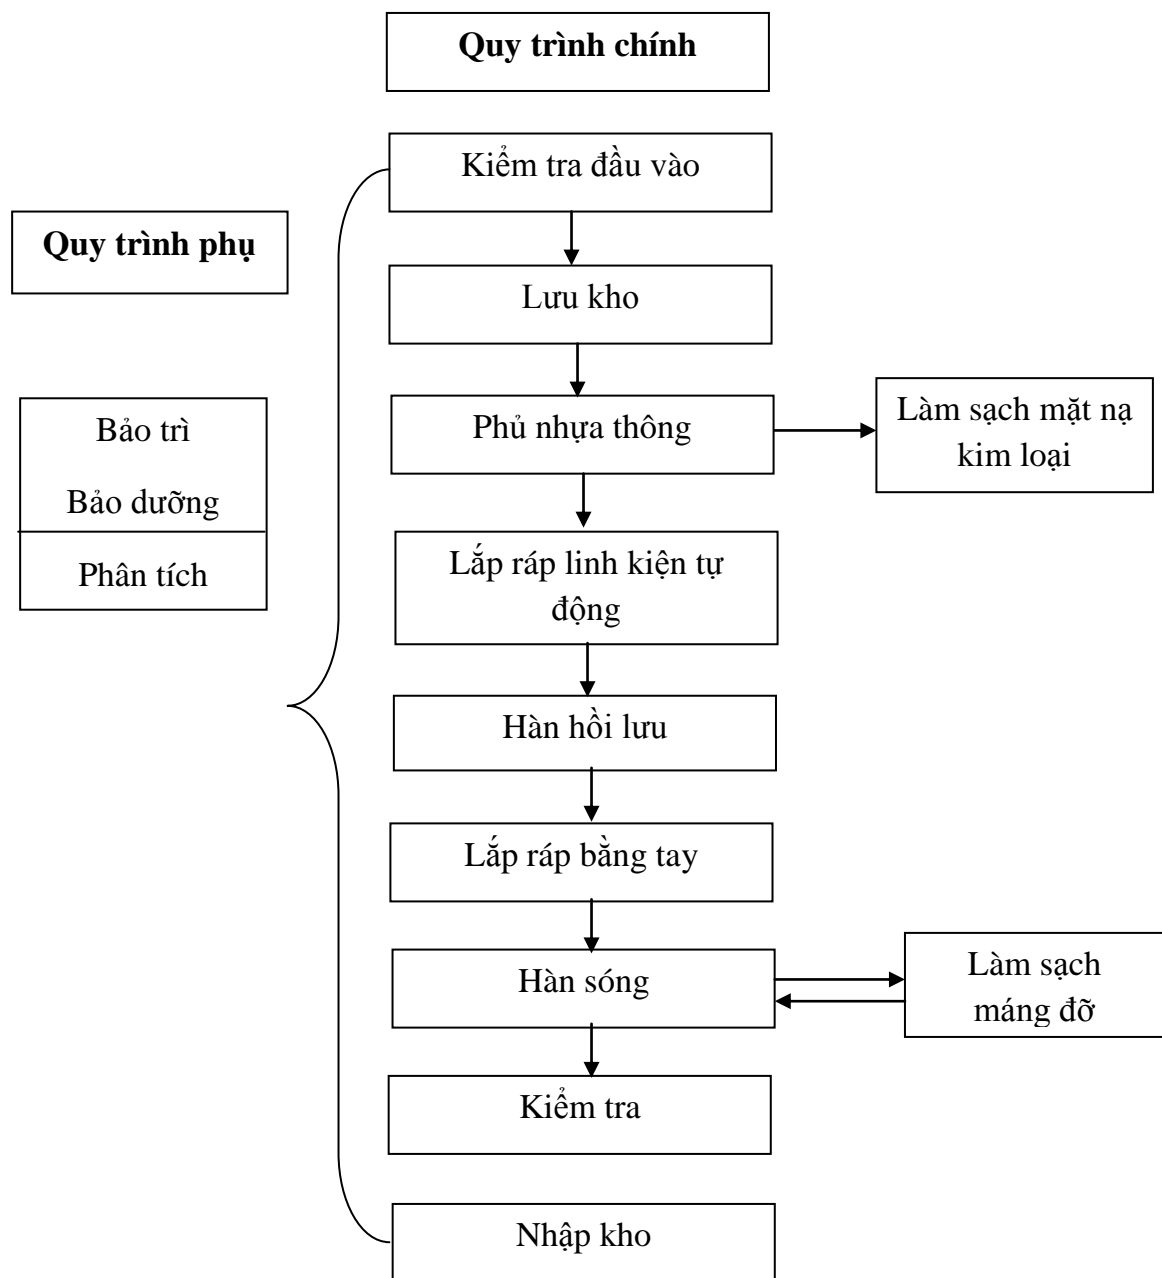 Quy trình chính
Kiểm tra đầu vào
Quy trình phụ
Lưu kho
Bảo trì
Bảo dưỡng
Phân tích
Phủ nhựa thông
Làm sạch mặt nạ
kim loại
Lắp ráp linh kiện tự
động
Hàn hồi lưu
Lắp ráp bằng tay
Hàn sóng
Làm sạch
máng đỡ
Kiểm tra
Nhập kho